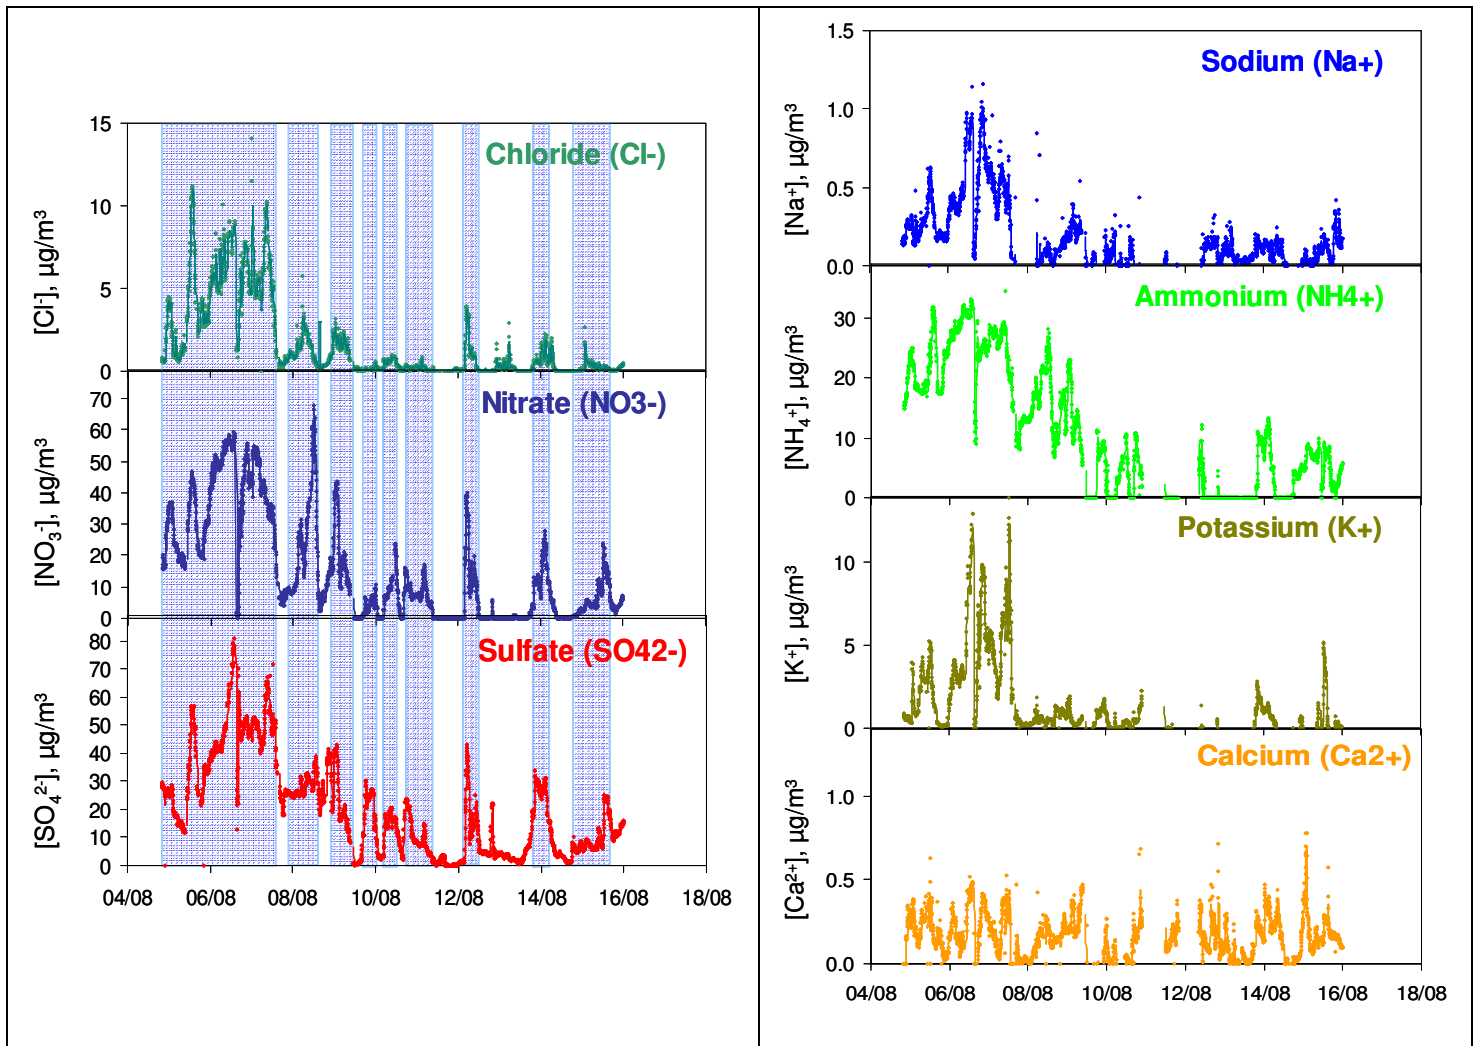 15
10
5
0
[Cl-], µg/m³
Chloride (Cl-)
70
60
50
40
30
20
10
0
[NO₃⁻], µg/m³
Nitrate (NO3-)
80
70
60
50
40
30
20
10
0
[SO₄²⁻], µg/m³
Sulfate (SO42-)
04/08 06/08 08/08 10/08 12/08 14/08 16/08 18/08
1.5
1.0
0.5
0.0
[Na⁺], µg/m³
Sodium (Na+)
30
20
10
0
[NH₄⁺], µg/m³
Ammonium (NH4+)
10
5
0
[K⁺], µg/m³
Potassium (K+)
1.0
0.5
0.0
[Ca²⁺], µg/m³
Calcium (Ca2+)
04/08 06/08 08/08 10/08 12/08 14/08 16/08 18/08